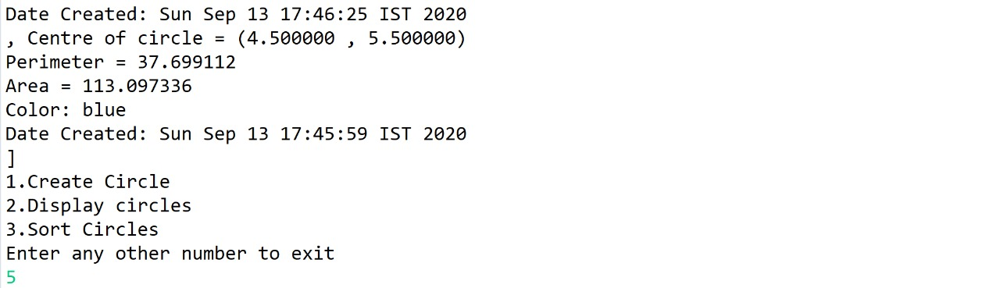 Date Created: Sun Sep 13 17:46:25 IST 2020
, Centre of circle = (4.500000 , 5.500000)
Perimeter = 37.699112
Area = 113.097336
Color: blue
Date Created: Sun Sep 13 17:45:59 IST 2020
]
1.Create Circle
2.Display circles
3.Sort Circles
Enter any other number to exit
5